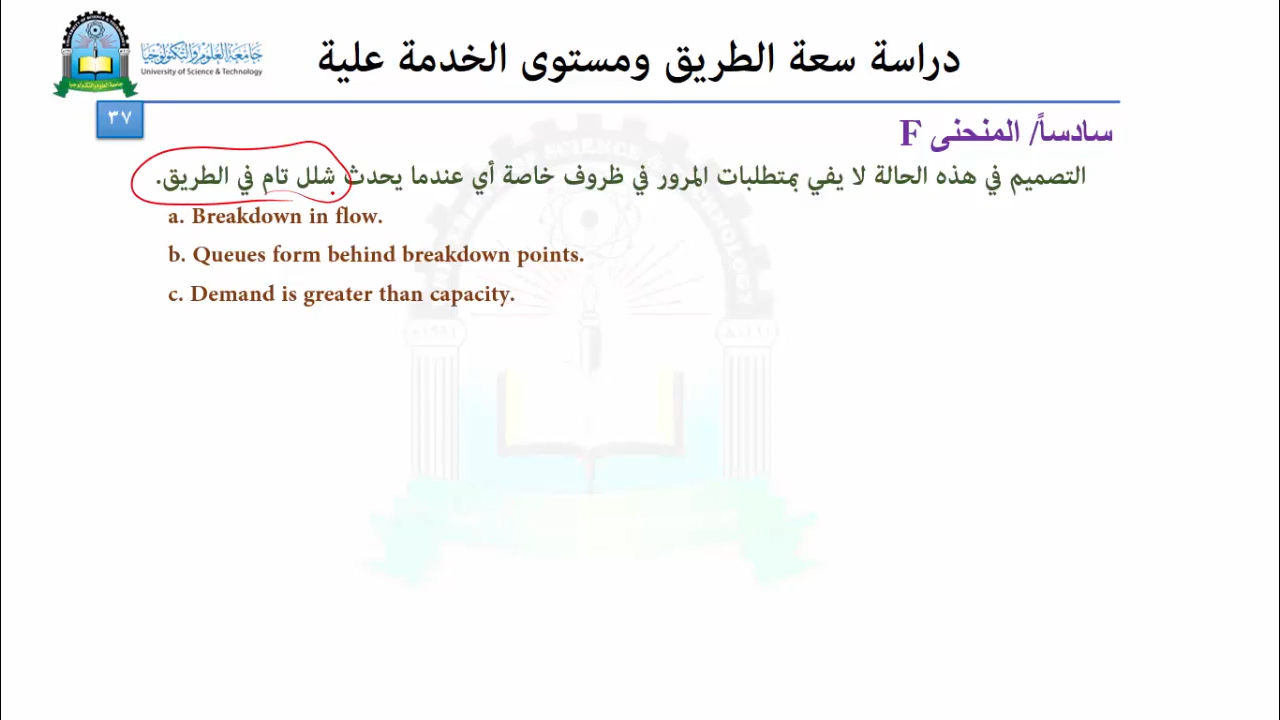 جامعة العلوم والتكنولوجيا
University of Science & Technology
دراسة سعة الطريق ومستوى الخدمة علية
٣٧
سادساً/ المنحنى F
التصميم في هذه الحالة لا يفي بمتطلبات المرور في ظروف خاصة أي عندما يحدث شلل تام في الطريق.
a. Breakdown in flow.
b. Queues form behind breakdown points.
c. Demand is greater than capacity.